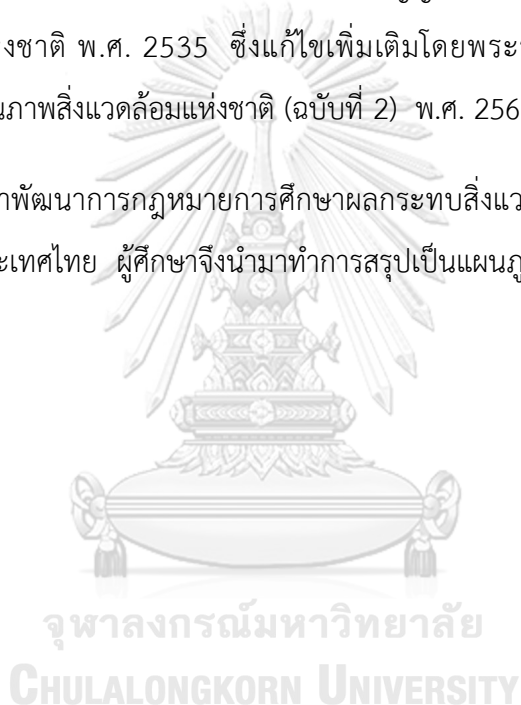 งชาติ พ.ศ. 2535 ซึ่งแก้ไขเพิ่มเติมโดยพระ
นภาพสิ่งแวดล้อมแห่งชาติ (ฉบับที่ 2) พ.ศ. 256
าพัฒนาการกฎหมายการศึกษาผลกระทบสิ่งแว
ะเทศไทย ผู้ศึกษาจึงนำมาทำการสรุปเป็นแผนภู
จุฬาลงกรณ์มหาวิทยาลัย
CHULALONGKORN UNIVERSITY